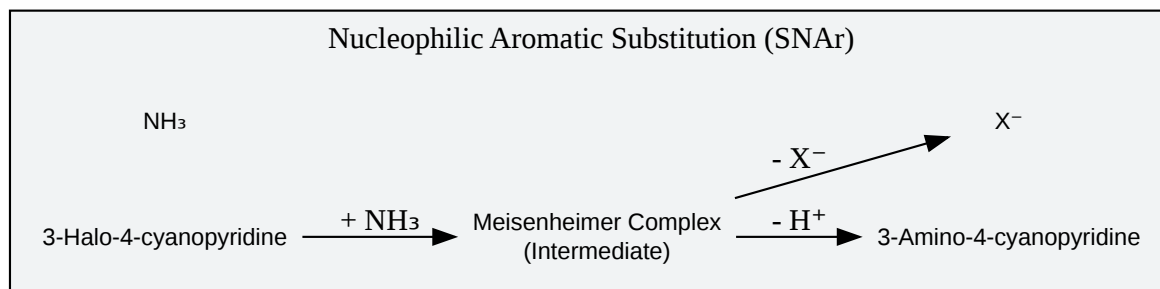 Nucleophilic Aromatic Substitution (SNAr)
NH₃
X⁻
- X⁻
3-Halo-4-cyanopyridine
+ NH₃
Meisenheimer Complex
(Intermediate)
- H⁺
3-Amino-4-cyanopyridine